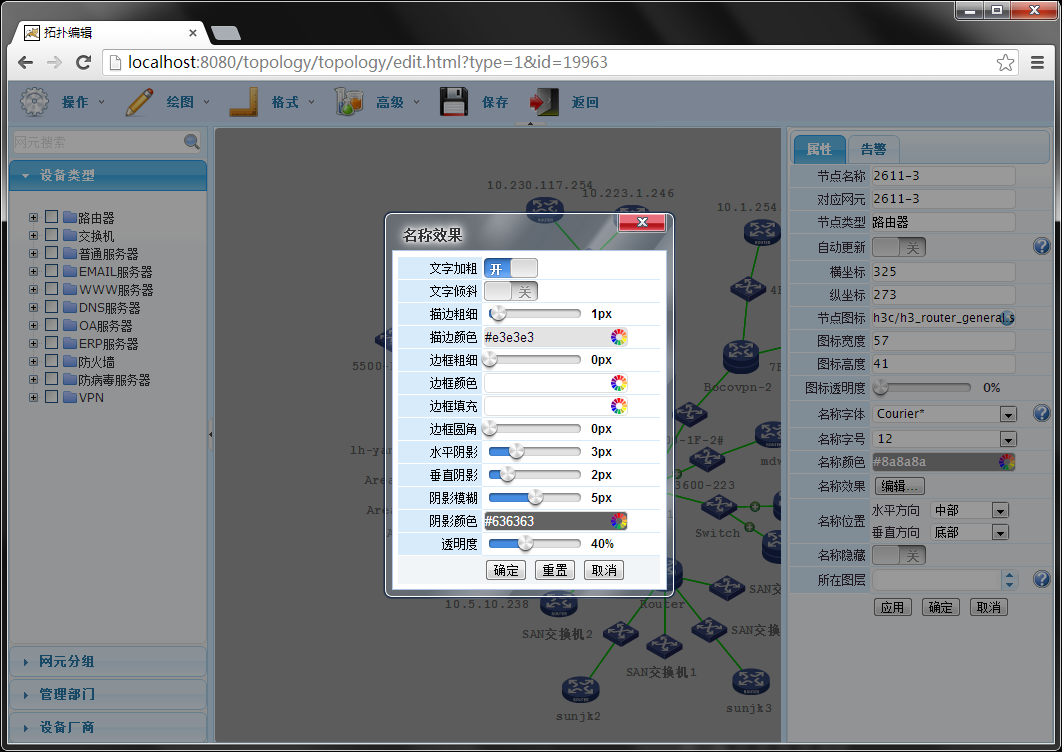 拓扑编辑
localhost:8080/topology/topology/edit.html?type=1&id=19963
操作
绘图
格式
高级
保存
返回
网元搜索
设备类型
路由器
交换机
普通服务器
EMAIL服务器
WWW服务器
DNS服务器
OA服务器
ERP服务器
防火墙
防病毒服务器
VPN
网元分组
管理部门
设备厂商
10.230.117.254
10.223.1.246
10.1.254
5500-
Bocovpn-2
lh-yan
Area
Area
-1F-2#
mdw
3600-223
Switch
Router
10.5.10.238
SAN交换机2
SAN交换机1
SAN交
SAN交换
sunjk2
sunjk3
名称效果
文字加粗 开
文字倾斜 关
描边粗细 1px
描边颜色 #e3e3e3
边框粗细 0px
边框颜色
边框填充
边框圆角 0px
水平阴影 3px
垂直阴影 2px
阴影模糊 5px
阴影颜色 #636363
透明度 40%
确定 重置 取消
属性 告警
节点名称 2611-3
对应网元 2611-3
节点类型 路由器
自动更新 关
横坐标 325
纵坐标 273
节点图标 h3c/h3_router_general.s
图标宽度 57
图标高度 41
图标透明度 0%
名称字体 Courier*
名称字号 12
名称颜色 #8a8a8a
名称效果 编辑...
名称位置 水平方向 中部
垂直方向 底部
名称隐藏 关
所在图层
应用 确定 取消